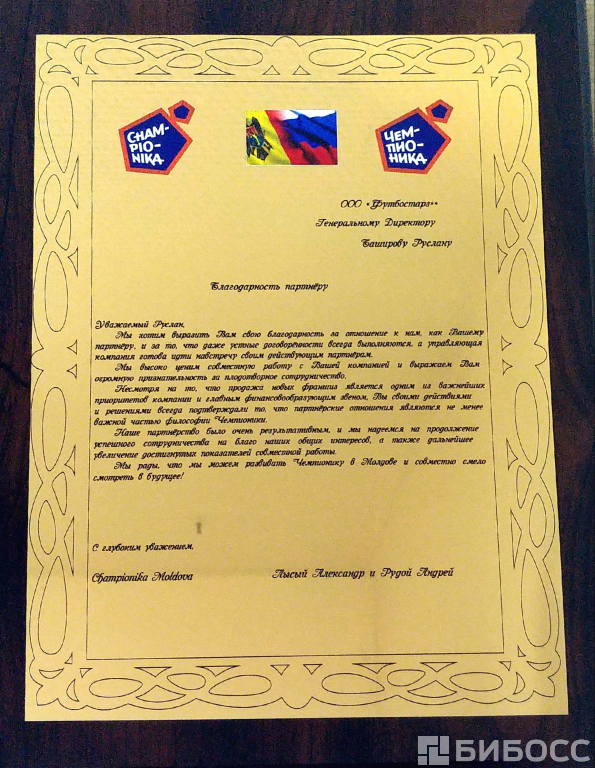 CHAM-
PIO-
NIKA
ЧЕМ-
ПИО-
НИКА
ООО «Футбостарз»
Генеральному Директору
Баширову Руслану
Благодарность партнёру
Уважаемый Руслан,
Мы хотим выразить Вам свою благодарность за отношение к нам, как Вашему
партнёру, и за то, что даже устные договорённости всегда выполняются, а управляющая
компания готова идти навстречу своим действующим партнёрам.
Мы высоко ценим совместную работу с Вашей компанией и выражаем Вам
огромную признательность за плодотворное сотрудничество.
Несмотря на то, что продажа новых франшиз является одним из важнейших
приоритетов компании и главным финансовообразующим звеном, Вы своими действиями
и решениями всегда подтверждали то, что партнёрские отношения являются не менее
важной частью философии Чемпионики.
Наше партнёрство было очень результативным, и мы надеемся на продолжение
успешного сотрудничества на благо наших общих интересов, а также дальнейшее
увеличение достигнутых показателей совместной работы.
Мы рады, что мы можем развивать Чемпионику в Молдове и совместно смело
смотреть в будущее!
С глубоким уважением,
Championika Moldova Лысый Александр и Рудой Андрей
БИБОСС